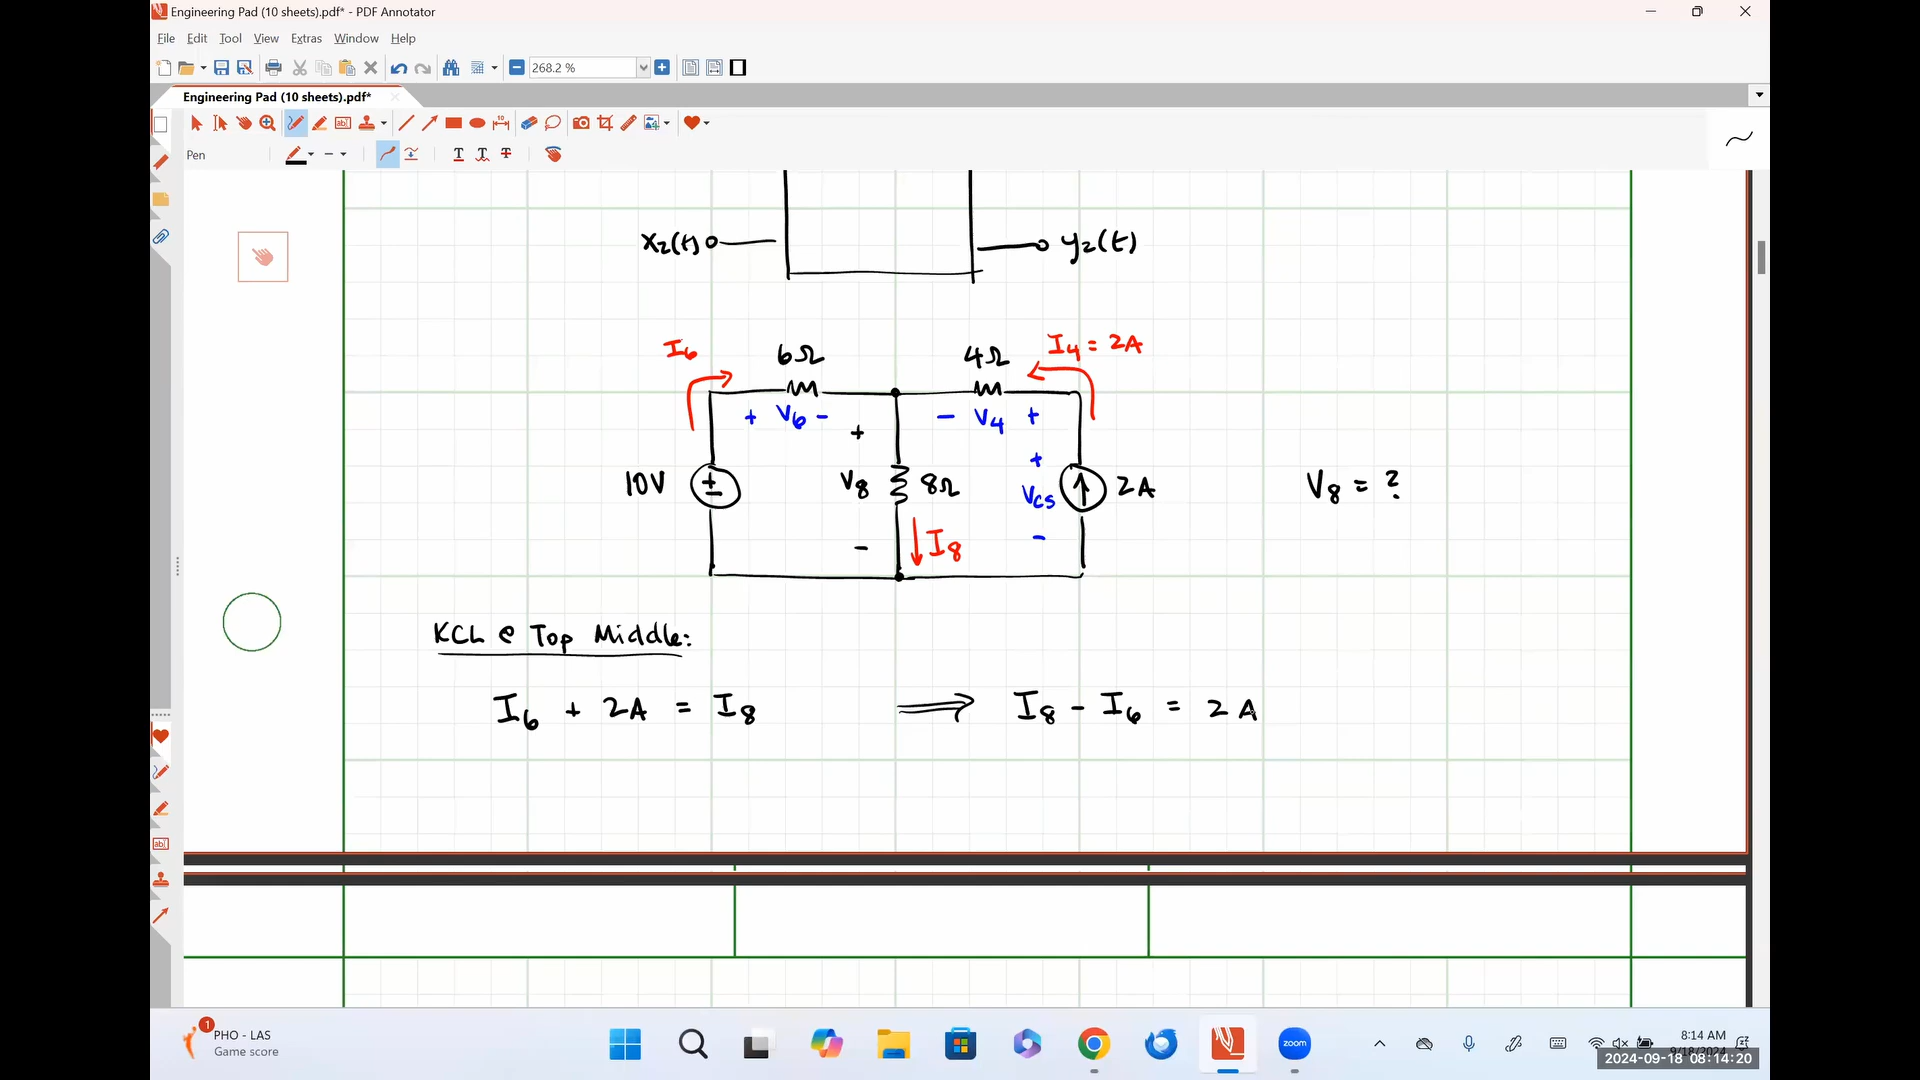 Engineering Pad (10 sheets).pdf* - PDF Annotator
File Edit Tool View Extras Window Help
268.2 %
Engineering Pad (10 sheets).pdf*
Pen
x₂(t) y₂(t)
I₆ 6Ω 4Ω I₄ = 2A
+ V₆ - - V₄ +
+ +
10V V₈ 8Ω Vcs 2A V₈ = ?
- I₈ -
KCL @ Top Middle:
I₆ + 2A = I₈ ⟹ I₈ - I₆ = 2A
1 PHO - LAS
Game score
zoom
8:14 AM
2024-09-18 08:14:20